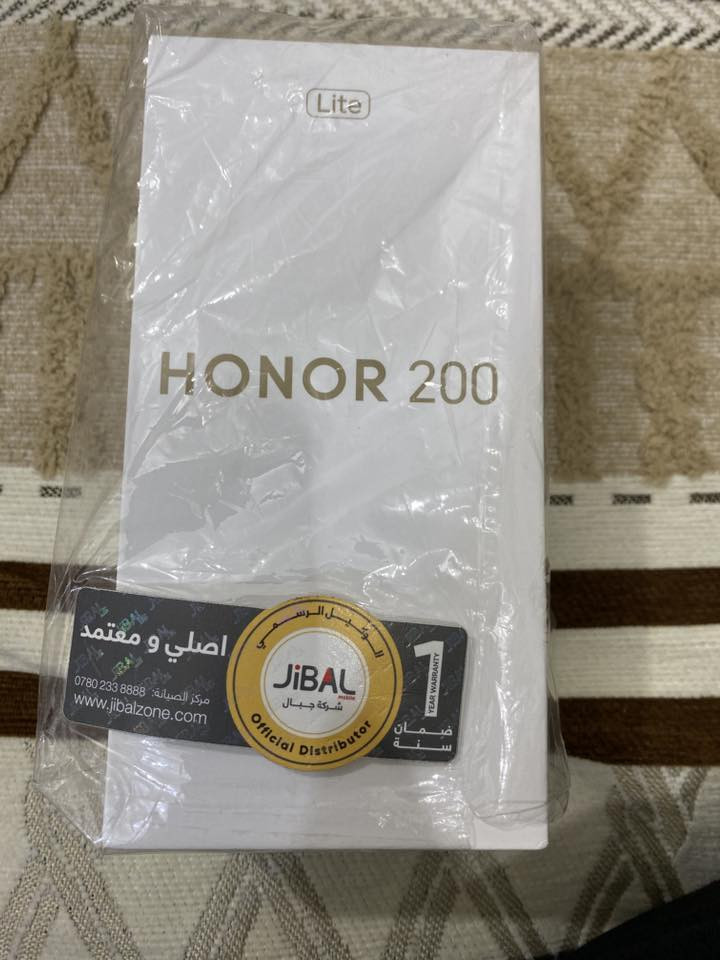 Lite
HONOR 200
اصلي و معتمد
مركز الصيانة: 0780 233 8888
www.jibalzone.com
الوكيل الرسمي
JiBAL
mobile
شركة جبال
Official Distributor
1
YEAR WARRANTY
ضمان
سنة